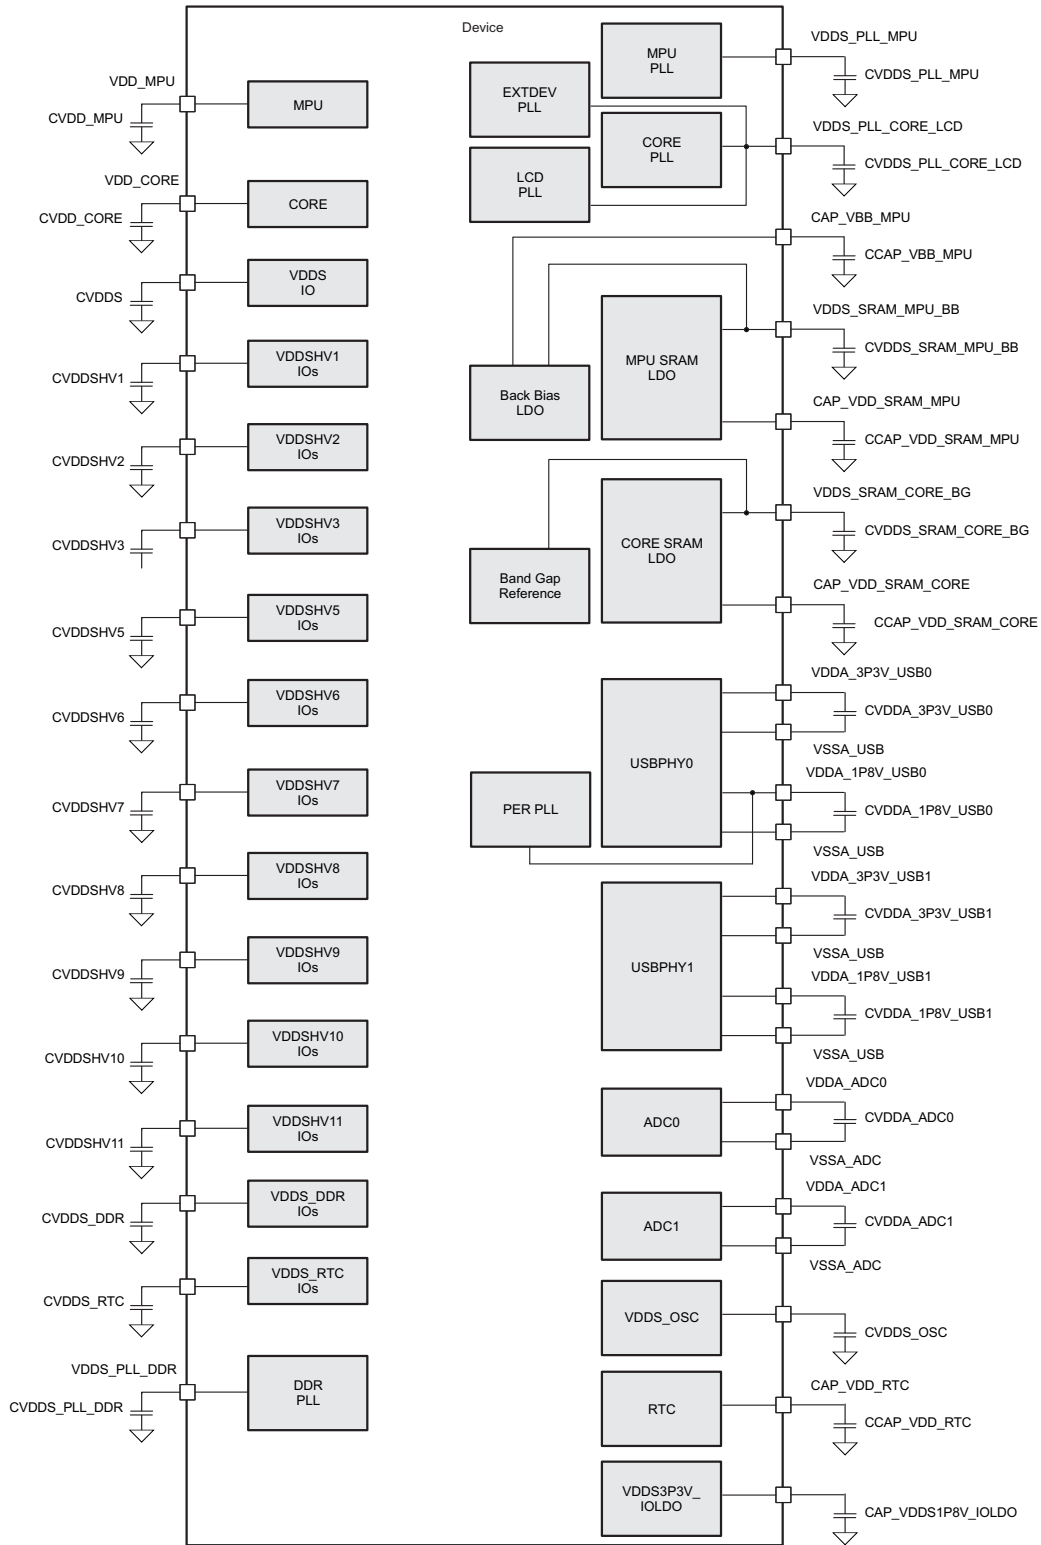 Device
VDD_MPU
CVDD_MPU
MPU
VDD_CORE
CVDD_CORE
CORE
CVDDS
VDDS
IO
CVDDSHV1
VDDSHV1
IOs
CVDDSHV2
VDDSHV2
IOs
CVDDSHV3
VDDSHV3
IOs
CVDDSHV5
VDDSHV5
IOs
CVDDSHV6
VDDSHV6
IOs
CVDDSHV7
VDDSHV7
IOs
CVDDSHV8
VDDSHV8
IOs
CVDDSHV9
VDDSHV9
IOs
CVDDSHV10
VDDSHV10
IOs
CVDDSHV11
VDDSHV11
IOs
CVDDS_DDR
VDDS_DDR
IOs
CVDDS_RTC
VDDS_RTC
IOs
VDDS_PLL_DDR
CVDDS_PLL_DDR
DDR
PLL
MPU
PLL
VDDS_PLL_MPU
CVDDS_PLL_MPU
EXTDEV
PLL
CORE
PLL
LCD
PLL
VDDS_PLL_CORE_LCD
CVDDS_PLL_CORE_LCD
CAP_VBB_MPU
CCAP_VBB_MPU
MPU SRAM
LDO
Back Bias
LDO
VDDS_SRAM_MPU_BB
CVDDS_SRAM_MPU_BB
CAP_VDD_SRAM_MPU
CCAP_VDD_SRAM_MPU
CORE SRAM
LDO
Band Gap
Reference
VDDS_SRAM_CORE_BG
CVDDS_SRAM_CORE_BG
CAP_VDD_SRAM_CORE
CCAP_VDD_SRAM_CORE
USBPHY0
PER PLL
VDDA_3P3V_USB0
CVDDA_3P3V_USB0
VSSA_USB
VDDA_1P8V_USB0
CVDDA_1P8V_USB0
VSSA_USB
USBPHY1
VDDA_3P3V_USB1
CVDDA_3P3V_USB1
VSSA_USB
VDDA_1P8V_USB1
CVDDA_1P8V_USB1
VSSA_USB
ADC0
VDDA_ADC0
CVDDA_ADC0
VSSA_ADC
ADC1
VDDA_ADC1
CVDDA_ADC1
VSSA_ADC
VDDS_OSC
CVDDS_OSC
RTC
CAP_VDD_RTC
CCAP_VDD_RTC
VDDS3P3V_
IOLDO
CAP_VDDS1P8V_IOLDO